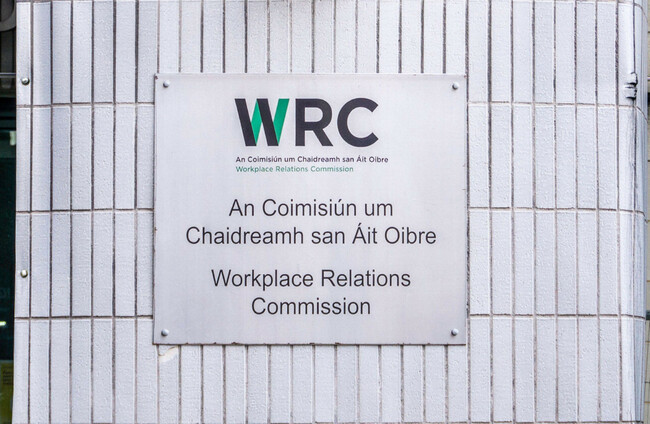 WRC
An Coimisiún um Chaidreamh san Áit Oibre
Workplace Relations Commission
An Coimisiún um
Chaidreamh san Áit Oibre
Workplace Relations
Commission